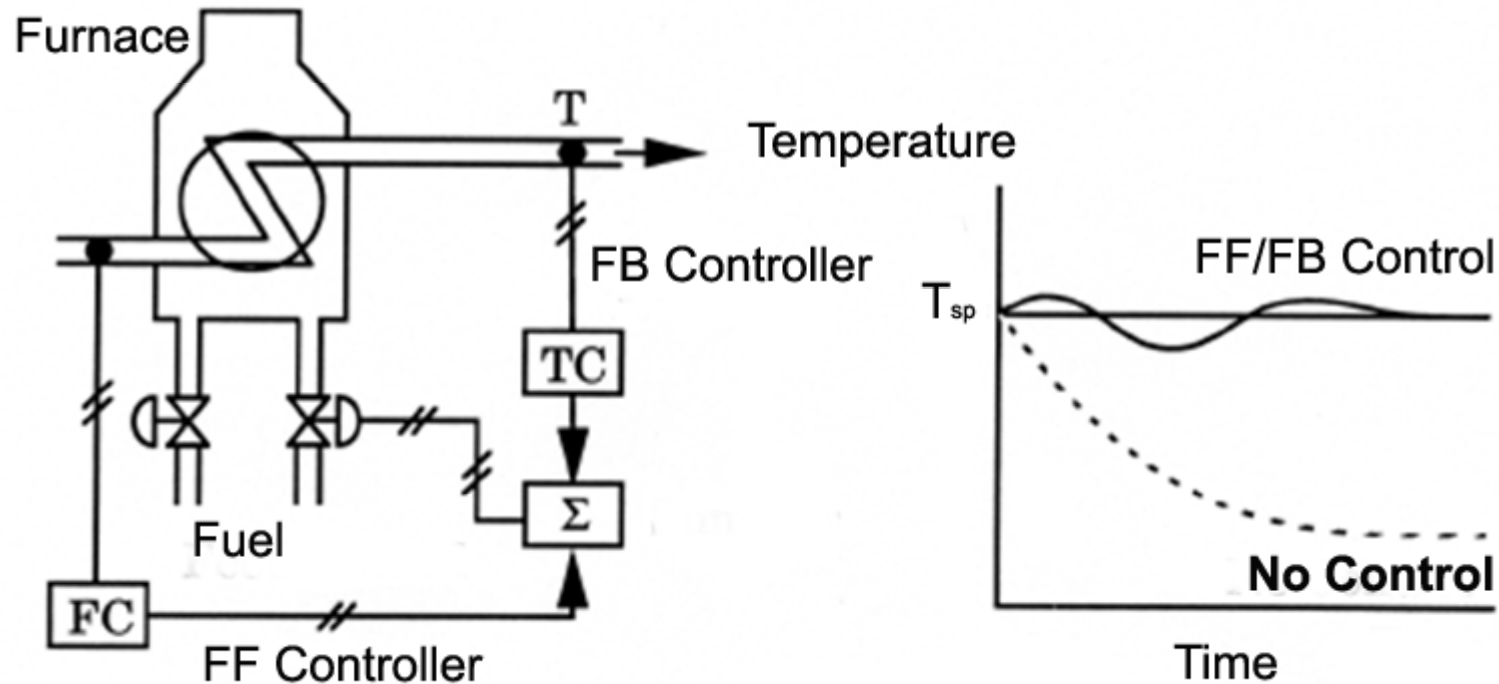 Furnace
T
Temperature
FB Controller
FF/FB Control
Tsp
TC
Σ
Fuel
No Control
FC
FF Controller
Time